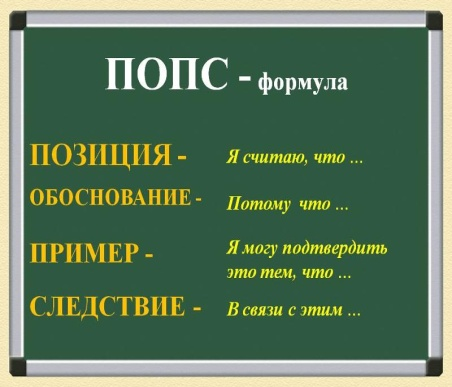 ПОПС - формула
ПОЗИЦИЯ - Я считаю, что ...
ОБОСНОВАНИЕ - Потому что ...
ПРИМЕР - Я могу подтвердить
это тем, что ...
СЛЕДСТВИЕ - В связи с этим ...